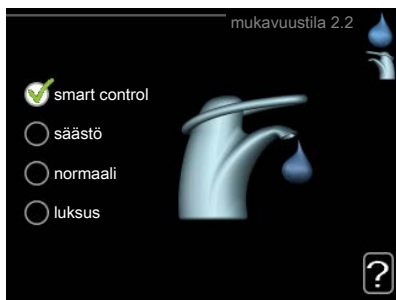 mukavuustila 2.2
smart control
säästö
normaali
luksus
?